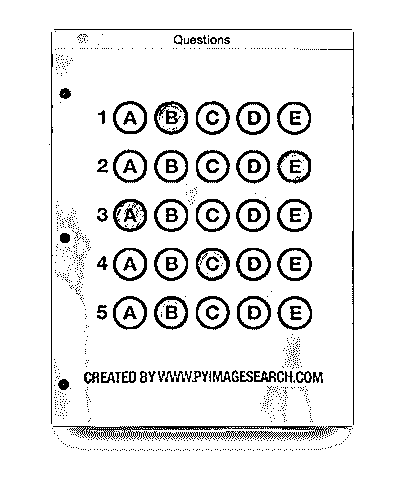 Questions
1 A B C D E
2 A B C D E
3 A B C D E
4 A B C D E
5 A B C D E
CREATED BY WWW.PYIMAGESEARCH.COM